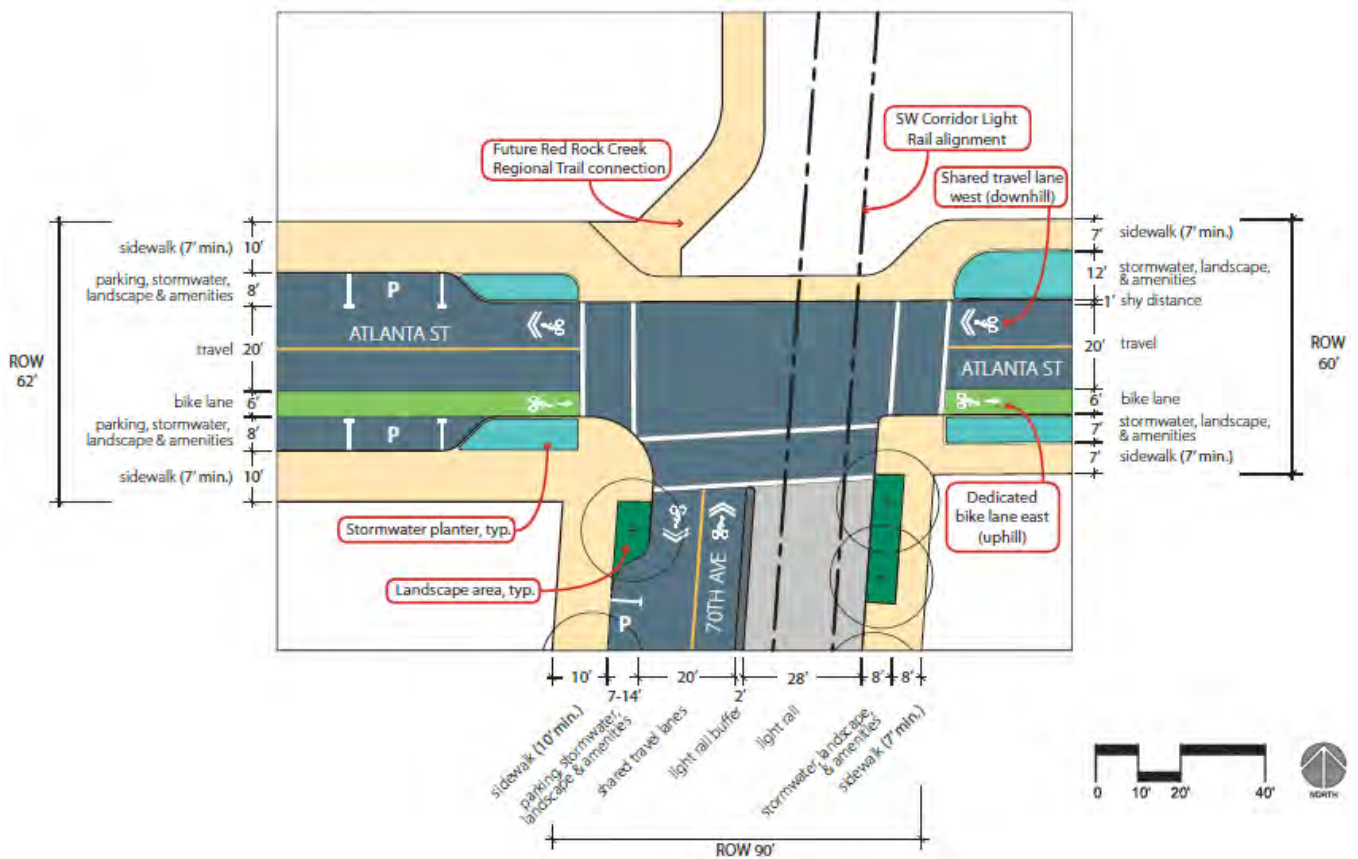 Future Red Rock Creek
Regional Trail connection
SW Corridor Light
Rail alignment
Shared travel lane
west (downhill)
ROW
62'
sidewalk (7' min.) 10'
parking, stormwater,
landscape & amenities 8'
travel 20'
bike lane 6'
parking, stormwater,
landscape & amenities 8'
sidewalk (7' min.) 10'
P
ATLANTA ST
P
ATLANTA ST
7' sidewalk (7' min.)
12' stormwater, landscape,
& amenities
1' shy distance
20' travel
6' bike lane
7' stormwater, landscape,
& amenities
7' sidewalk (7' min.)
ROW
60'
Stormwater planter, typ.
Landscape area, typ.
Dedicated
bike lane east
(uphill)
P
70TH AVE
10'
7-14'
20'
2'
28'
8'
8'
sidewalk (10' min.)
parking, stormwater,
landscape & amenities
shared travel lanes
light rail buffer
light rail
stormwater, landscape,
& amenities
sidewalk (7' min.)
ROW 90'
0 10' 20' 40'
NORTH